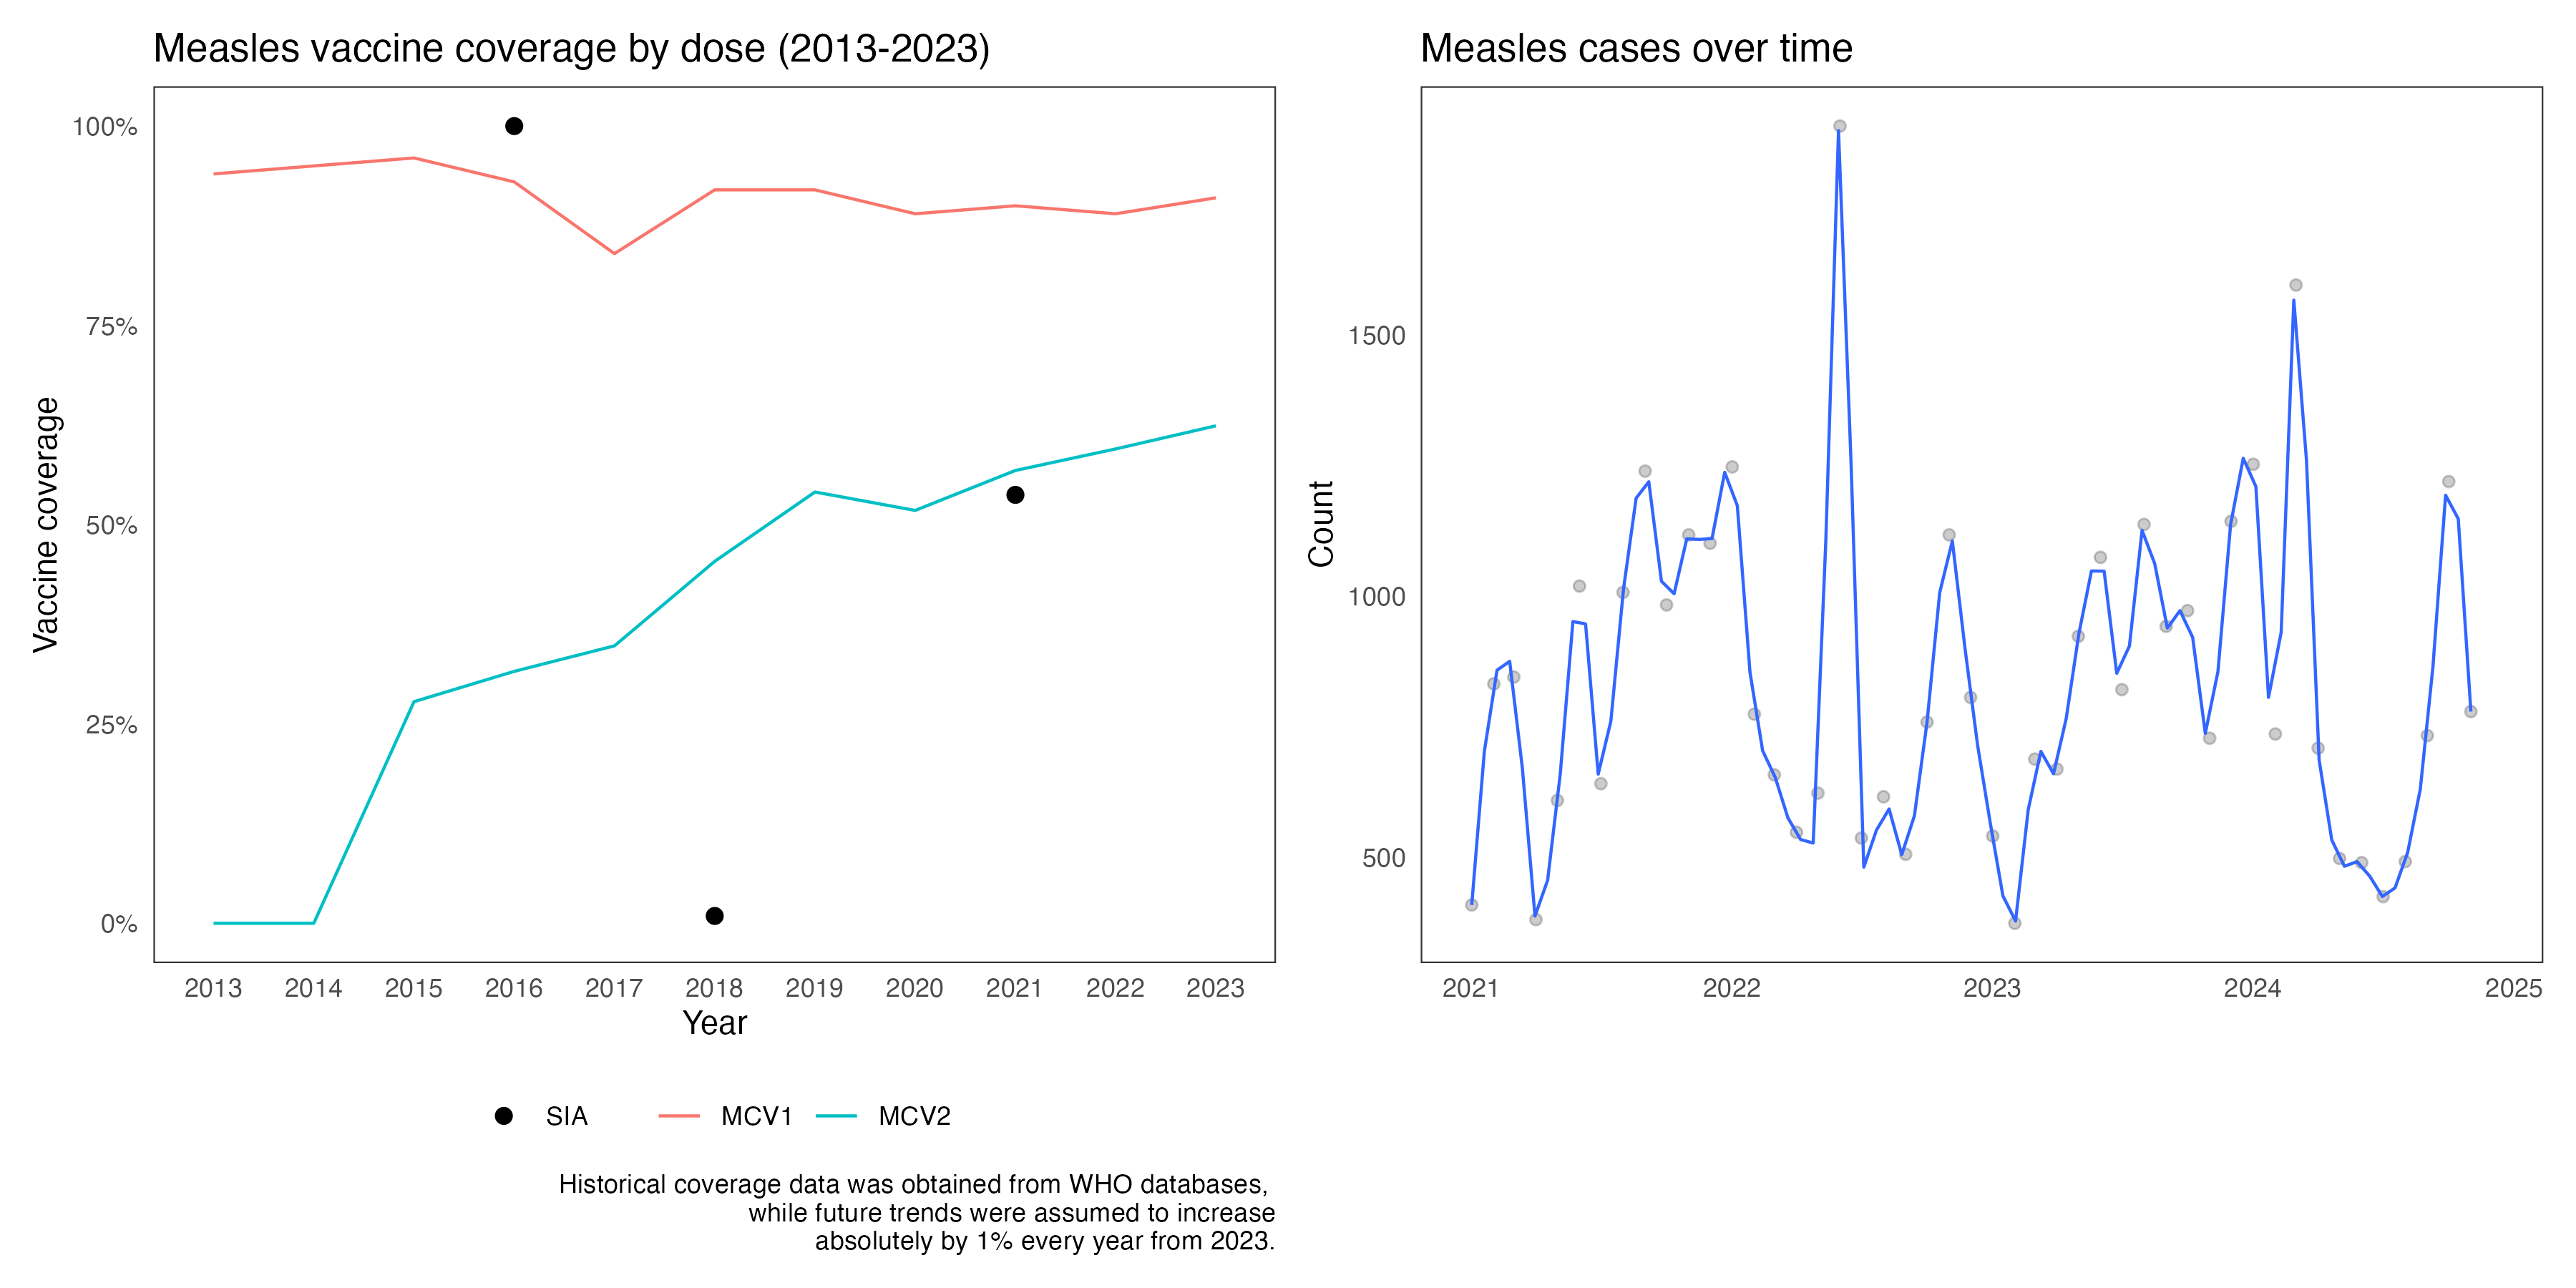 Measles vaccine coverage by dose (2013-2023)
Vaccine coverage
100%
75%
50%
25%
0%
2013 2014 2015 2016 2017 2018 2019 2020 2021 2022 2023
Year
SIA MCV1 MCV2
Historical coverage data was obtained from WHO databases,
while future trends were assumed to increase
absolutely by 1% every year from 2023.
Measles cases over time
Count
1500
1000
500
2021 2022 2023 2024 2025